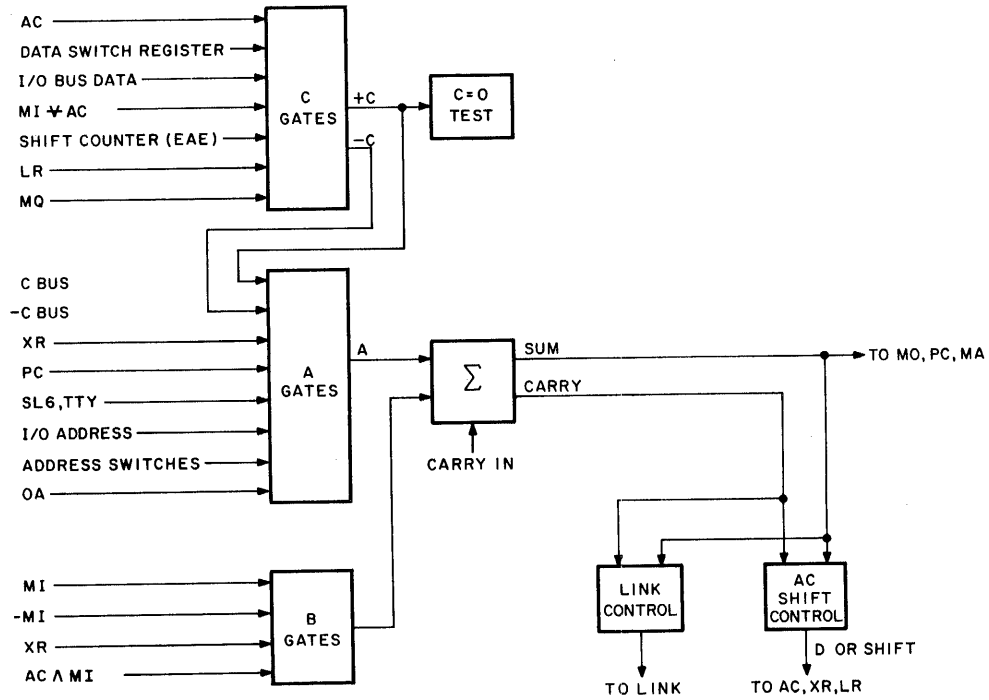 AC
DATA SWITCH REGISTER
I/O BUS DATA
MI ⊻ AC
SHIFT COUNTER (EAE)
LR
MQ
C
GATES
+C
-C
C=0
TEST
C BUS
-C BUS
XR
PC
SL6,TTY
I/O ADDRESS
ADDRESS SWITCHES
OA
A
GATES
A
Σ
SUM
CARRY
CARRY IN
TO MO, PC, MA
MI
-MI
XR
AC Λ MI
B
GATES
LINK
CONTROL
AC
SHIFT
CONTROL
D OR SHIFT
TO LINK
TO AC,XR,LR